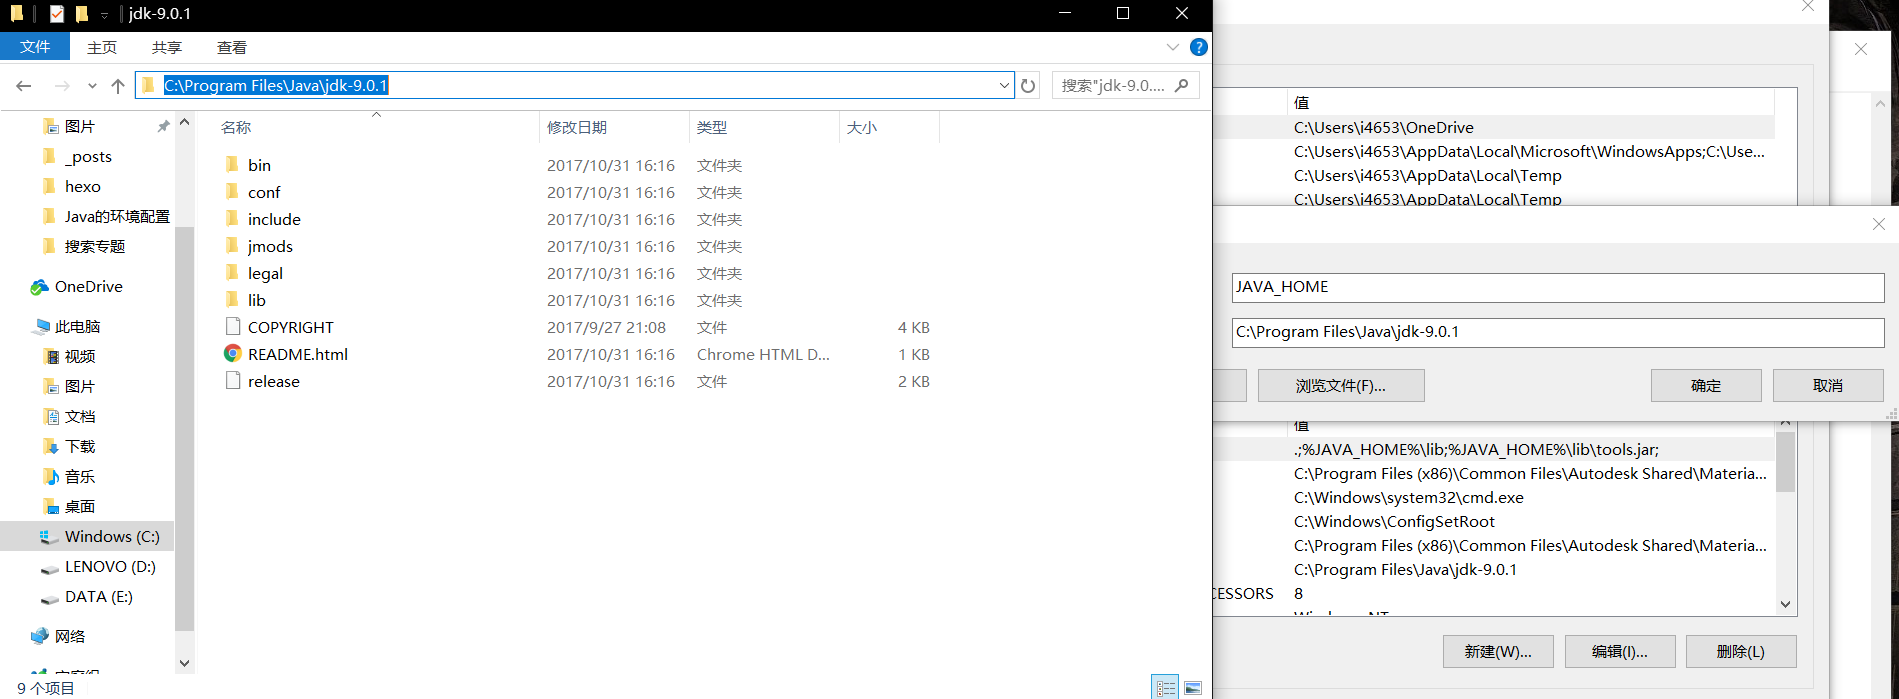 jdk-9.0.1
文件 主页 共享 查看
C:\Program Files\Java\jdk-9.0.1 搜索"jdk-9.0....
图片
_posts
hexo
Java的环境配置
搜索专题
OneDrive
此电脑
视频
图片
文档
下载
音乐
桌面
Windows (C:)
LENOVO (D:)
DATA (E:)
网络
9 个项目
名称 修改日期 类型 大小
bin 2017/10/31 16:16 文件夹
conf 2017/10/31 16:16 文件夹
include 2017/10/31 16:16 文件夹
jmods 2017/10/31 16:16 文件夹
legal 2017/10/31 16:16 文件夹
lib 2017/10/31 16:16 文件夹
COPYRIGHT 2017/9/27 21:08 文件 4 KB
README.html 2017/10/31 16:16 Chrome HTML D... 1 KB
release 2017/10/31 16:16 文件 2 KB
值
C:\Users\i4653\OneDrive
C:\Users\i4653\AppData\Local\Microsoft\WindowsApps;C:\Use...
C:\Users\i4653\AppData\Local\Temp
C:\Users\i4653\AppData\Local\Temp
JAVA_HOME
C:\Program Files\Java\jdk-9.0.1
浏览文件(F)... 确定 取消
值
.;%JAVA_HOME%\lib;%JAVA_HOME%\lib\tools.jar;
C:\Program Files (x86)\Common Files\Autodesk Shared\Materia...
C:\Windows\system32\cmd.exe
C:\Windows\ConfigSetRoot
C:\Program Files (x86)\Common Files\Autodesk Shared\Materia...
C:\Program Files\Java\jdk-9.0.1
CESSORS 8
新建(W)... 编辑(I)... 删除(L)